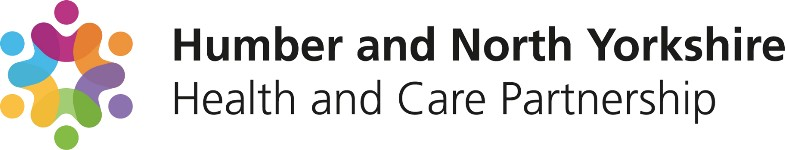 Humber and North Yorkshire
Health and Care Partnership